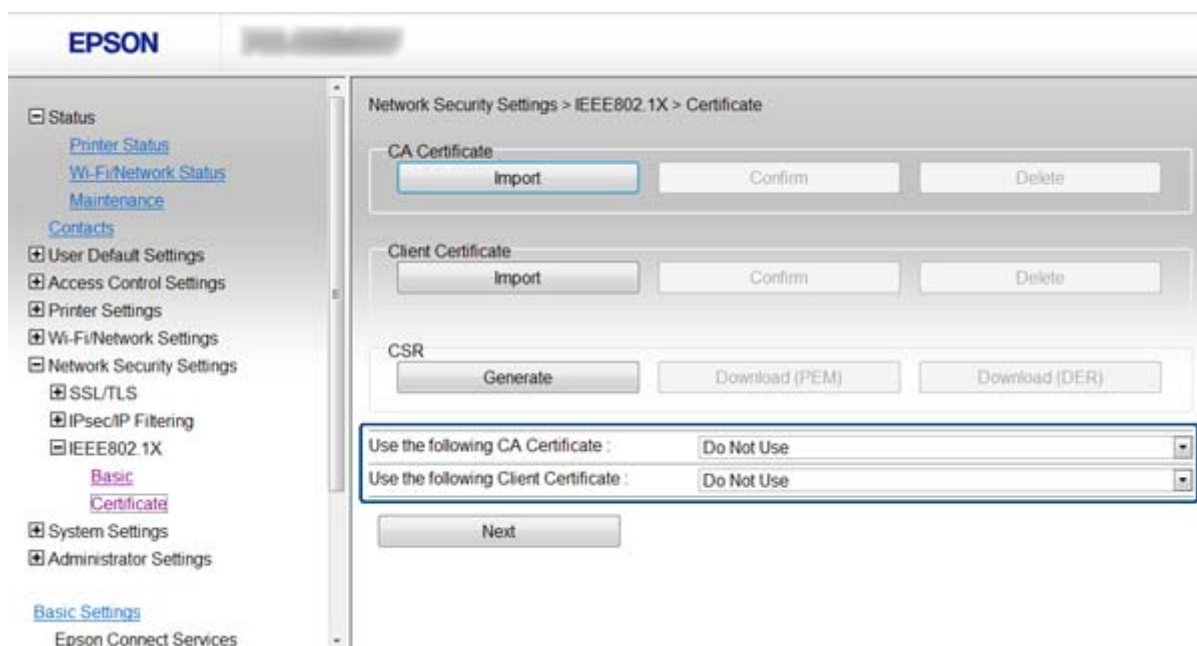 EPSON
Status
Printer Status
Wi-Fi/Network Status
Maintenance
Contacts
User Default Settings
Access Control Settings
Printer Settings
Wi-Fi/Network Settings
Network Security Settings
SSL/TLS
IPsec/IP Filtering
IEEE802.1X
Basic
Certificate
System Settings
Administrator Settings
Basic Settings
Epson Connect Services
Network Security Settings > IEEE802.1X > Certificate
CA Certificate
Import Confirm Delete
Client Certificate
Import Confirm Delete
CSR
Generate Download (PEM) Download (DER)
Use the following CA Certificate : Do Not Use
Use the following Client Certificate : Do Not Use
Next